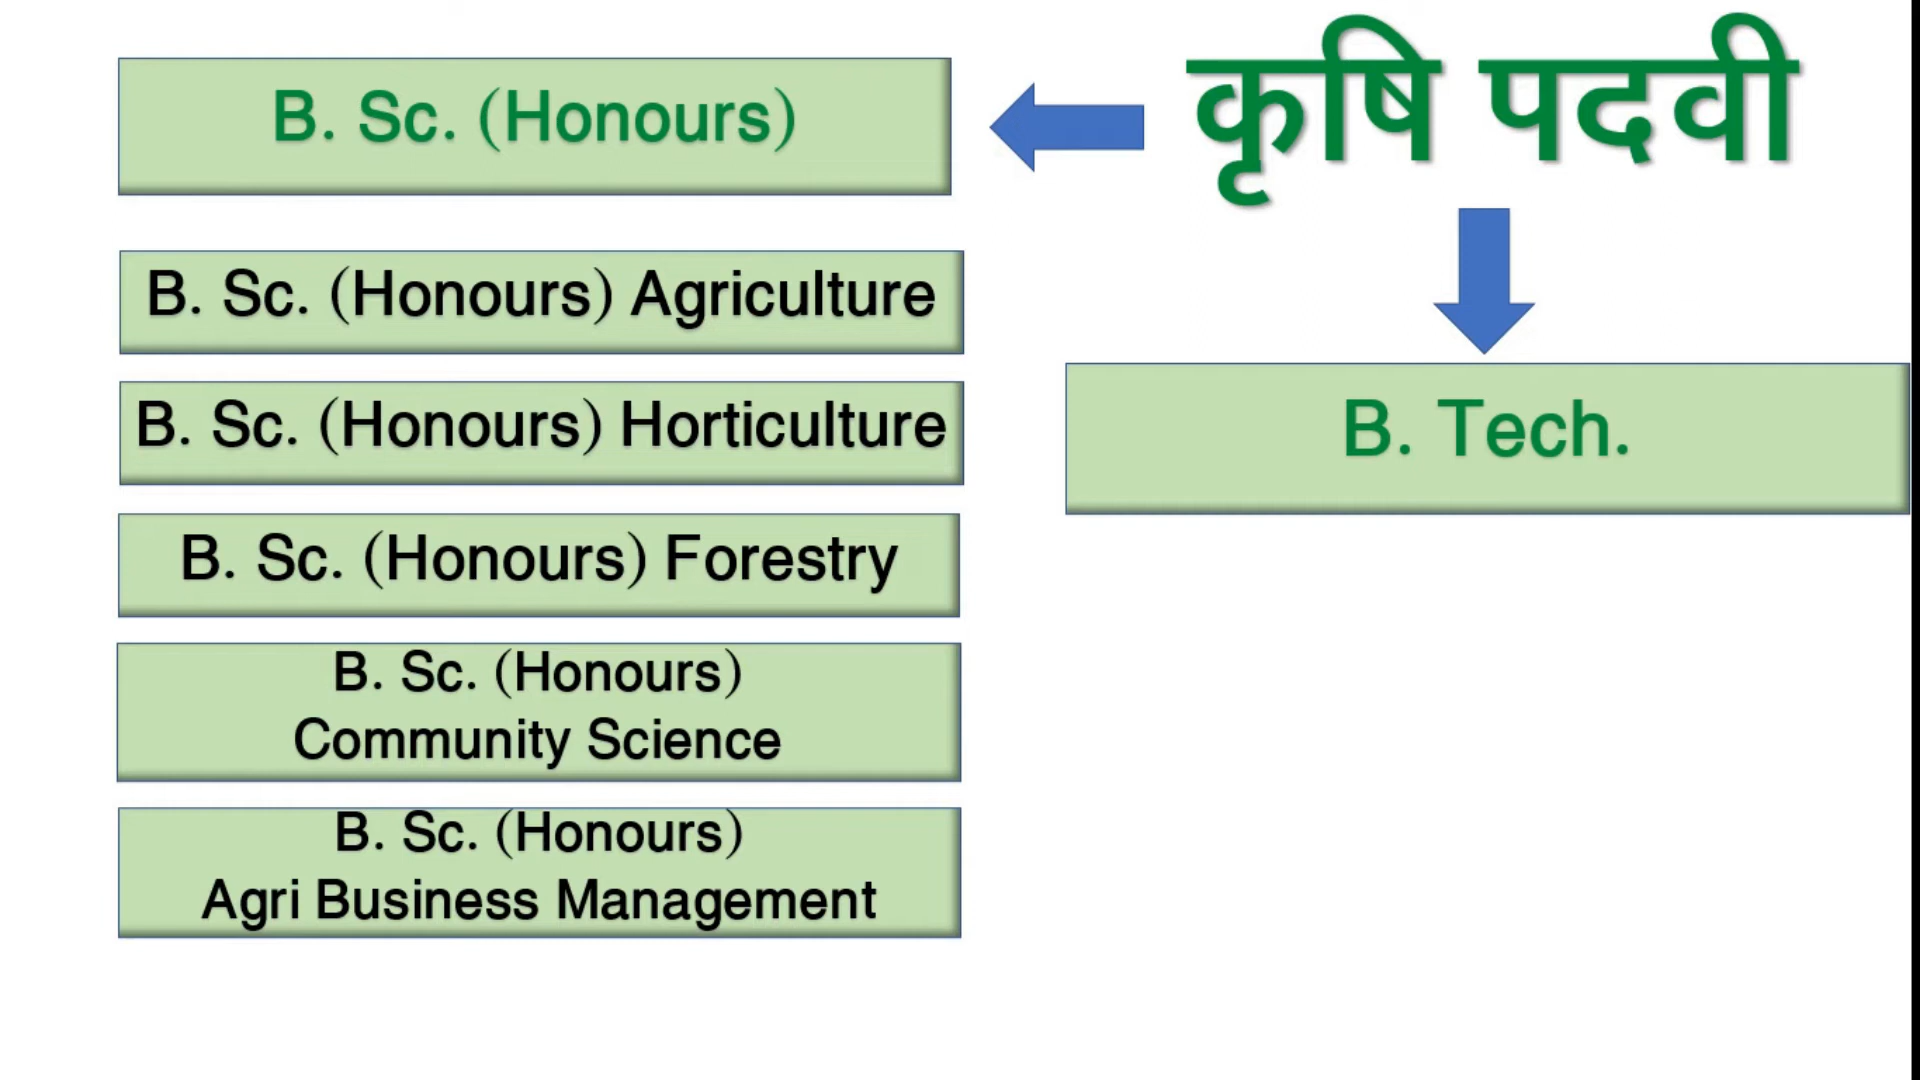 कृषि पदवी
B. Sc. (Honours)
B. Sc. (Honours) Agriculture
B. Sc. (Honours) Horticulture
B. Sc. (Honours) Forestry
B. Sc. (Honours)
Community Science
B. Sc. (Honours)
Agri Business Management
B. Tech.